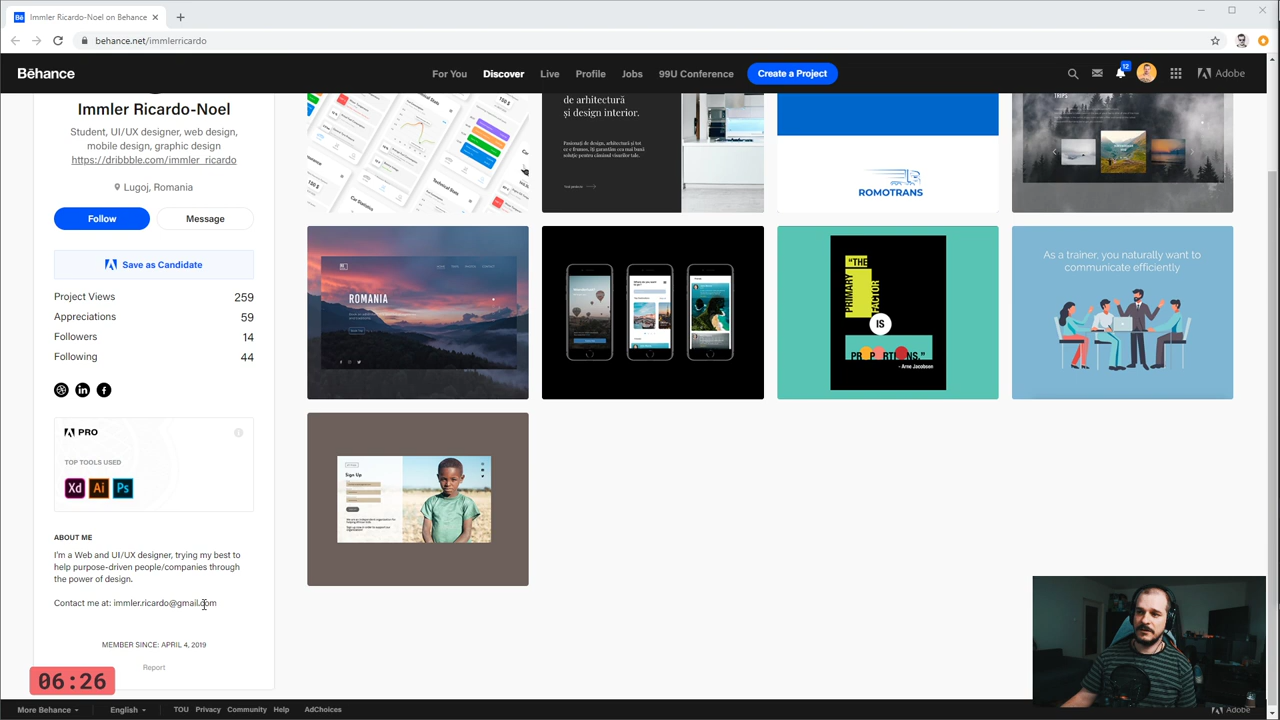 Immler Ricardo-Noel on Behance
behance.net/immlerricardo
Bēhance
For You
Discover
Live
Profile
Jobs
99U Conference
Create a Project
12
Adobe
Immler Ricardo-Noel
Student, UI/UX designer, web design,
mobile design, graphic design
https://dribbble.com/immler_ricardo
Lugoj, Romania
Follow
Message
Save as Candidate
Project Views 259
Appreciations 59
Followers 14
Following 44
PRO
TOP TOOLS USED
Xd Ai Ps
ABOUT ME
I'm a Web and UI/UX designer, trying my best to
help purpose-driven people/companies through
the power of design.
Contact me at: immler.ricardo@gmail.com
MEMBER SINCE: APRIL 4, 2019
Report
06:26
de arhitectură
și design interior.
ROMOTRANS
ROMANIA
"THE
PRIMARY
FACTOR
IS
PROPORTIONS."
- Arne Jacobson
As a trainer, you naturally want to
communicate efficiently
Sign Up
More Behance
English
TOU
Privacy
Community
Help
AdChoices
Adobe